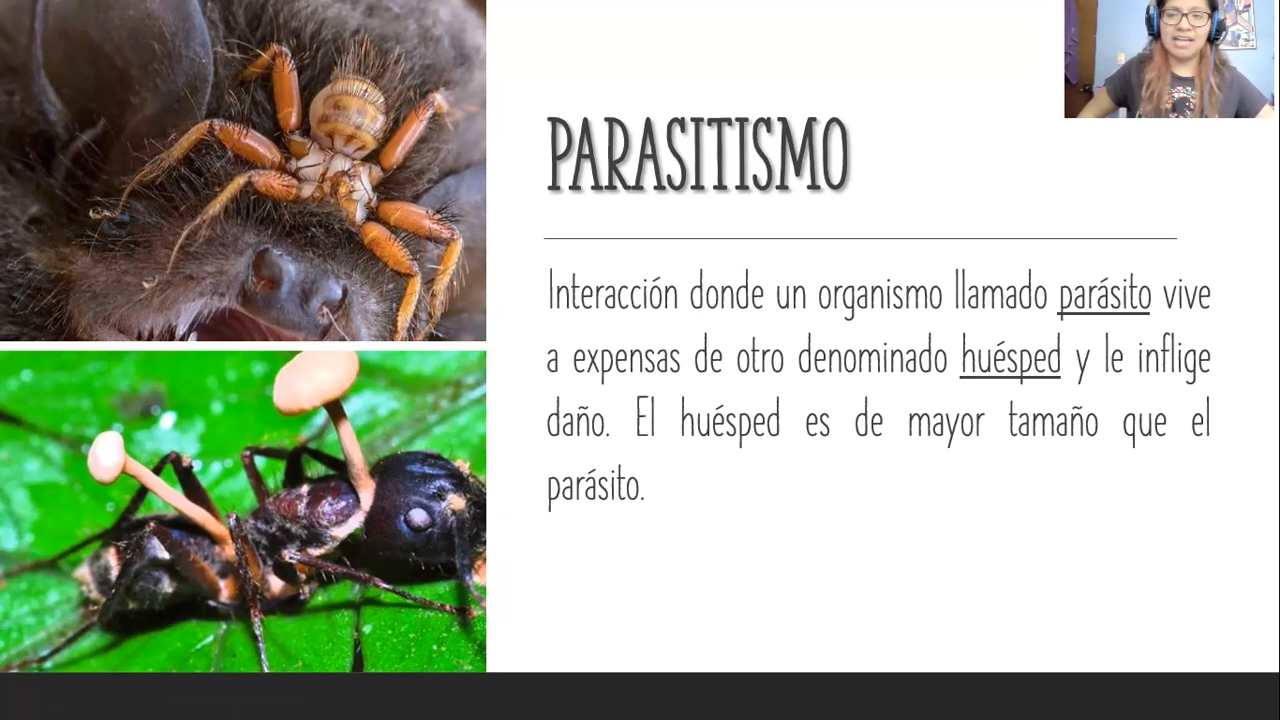 PARASITISMO
Interacción donde un organismo llamado parásito vive
a expensas de otro denominado huésped y le inflige
daño. El huésped es de mayor tamaño que el
parásito.